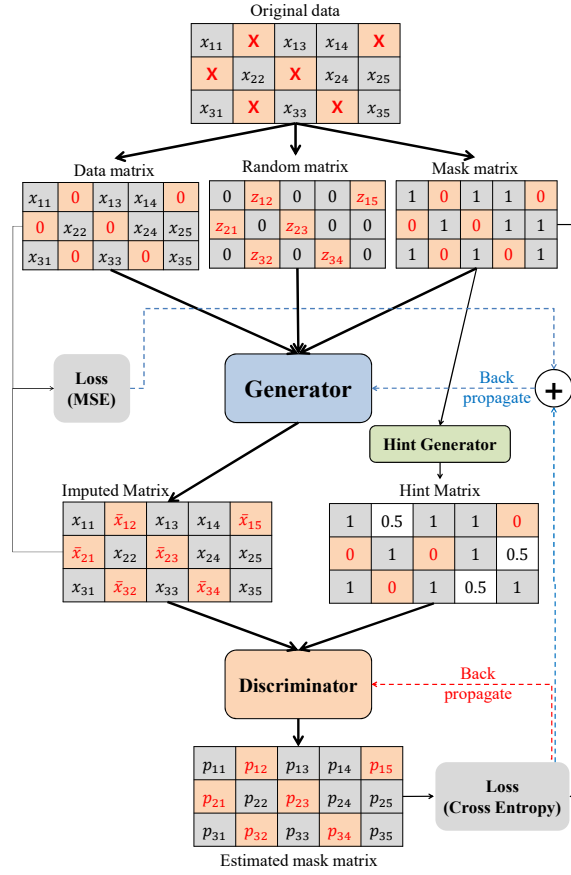 Original data
x11 X x13 x14 X
X x22 X x24 x25
x31 X x33 X x35
Data matrix
Random matrix
Mask matrix
x11 0 x13 x14 0
0 x22 0 x24 x25
x31 0 x33 0 x35
0 z12 0 0 z15
z21 0 z23 0 0
0 z32 0 z34 0
1 0 1 1 0
0 1 0 1 1
1 0 1 0 1
Loss
(MSE)
Generator
Back
propagate
+
Hint Generator
Imputed Matrix
Hint Matrix
x11 x̄12 x13 x14 x̄15
x̄21 x22 x̄23 x24 x25
x31 x̄32 x33 x̄34 x35
1 0.5 1 1 0
0 1 0 1 0.5
1 0 1 0.5 1
Discriminator
Back
propagate
p11 p12 p13 p14 p15
p21 p22 p23 p24 p25
p31 p32 p33 p34 p35
Loss
(Cross Entropy)
Estimated mask matrix